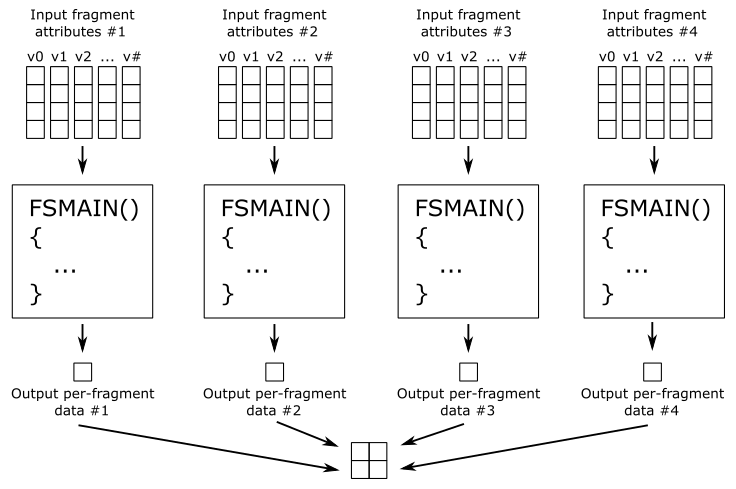 Input fragment
attributes #1
v0 v1 v2 ... v#
FSMAIN()
{
...
}
Output per-fragment
data #1
Input fragment
attributes #2
v0 v1 v2 ... v#
FSMAIN()
{
...
}
Output per-fragment
data #2
Input fragment
attributes #3
v0 v1 v2 ... v#
FSMAIN()
{
...
}
Output per-fragment
data #3
Input fragment
attributes #4
v0 v1 v2 ... v#
FSMAIN()
{
...
}
Output per-fragment
data #4